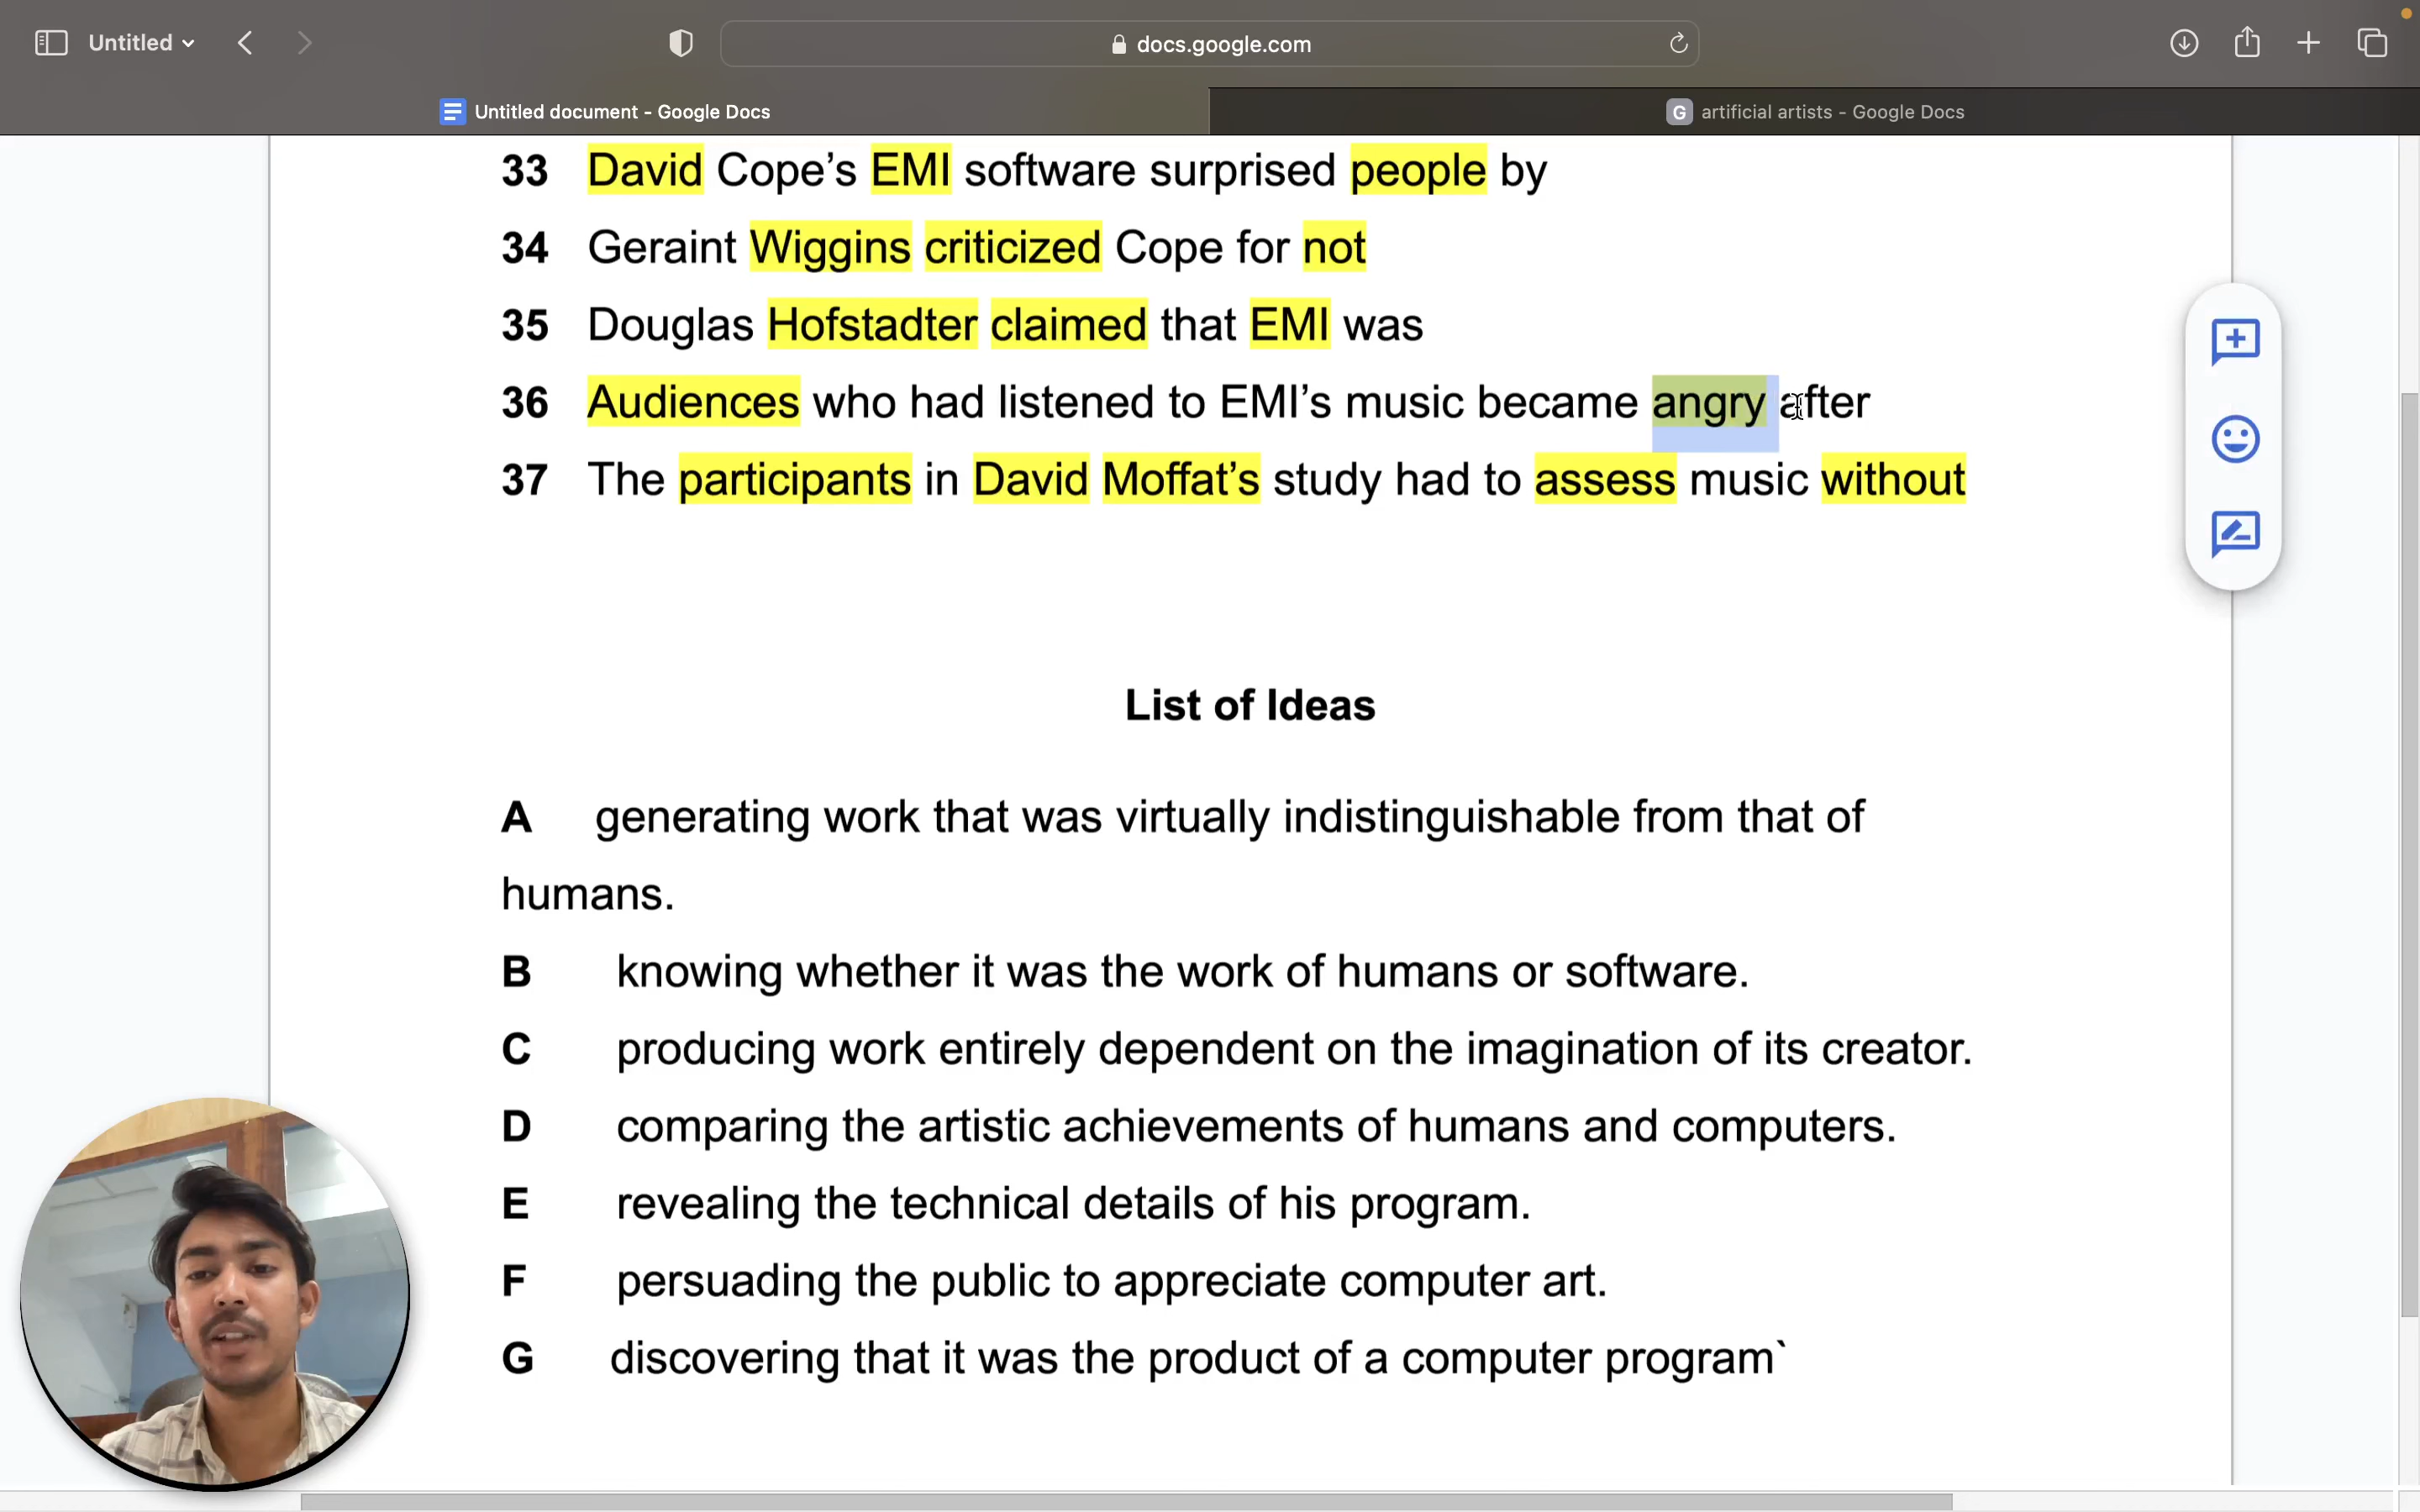 Untitled
docs.google.com
Untitled document - Google Docs
G artificial artists - Google Docs
33 David Cope’s EMI software surprised people by
34 Geraint Wiggins criticized Cope for not
35 Douglas Hofstadter claimed that EMI was
36 Audiences who had listened to EMI’s music became angry after
37 The participants in David Moffat’s study had to assess music without
List of Ideas
A generating work that was virtually indistinguishable from that of
humans.
B knowing whether it was the work of humans or software.
C producing work entirely dependent on the imagination of its creator.
D comparing the artistic achievements of humans and computers.
E revealing the technical details of his program.
F persuading the public to appreciate computer art.
G discovering that it was the product of a computer program`